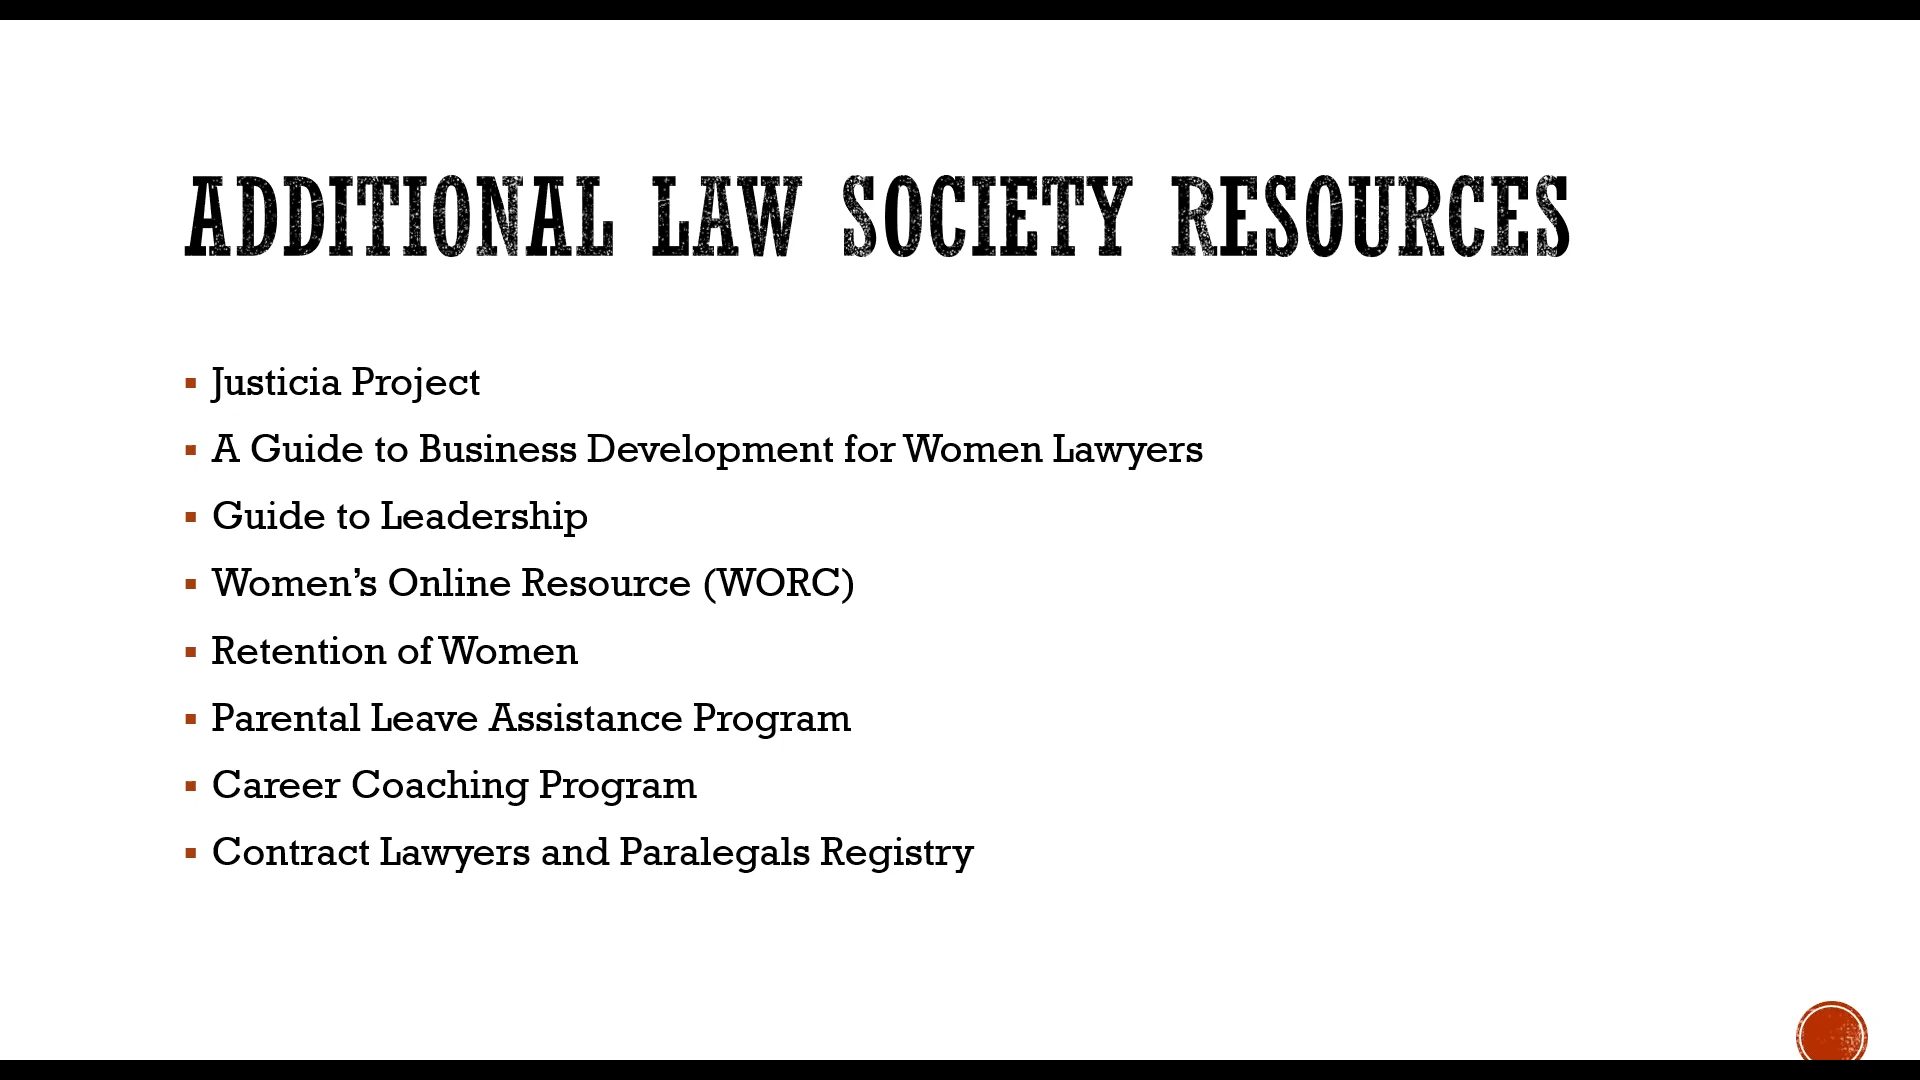 ADDITIONAL LAW SOCIETY RESOURCES
▪ Justicia Project
▪ A Guide to Business Development for Women Lawyers
▪ Guide to Leadership
▪ Women’s Online Resource (WORC)
▪ Retention of Women
▪ Parental Leave Assistance Program
▪ Career Coaching Program
▪ Contract Lawyers and Paralegals Registry